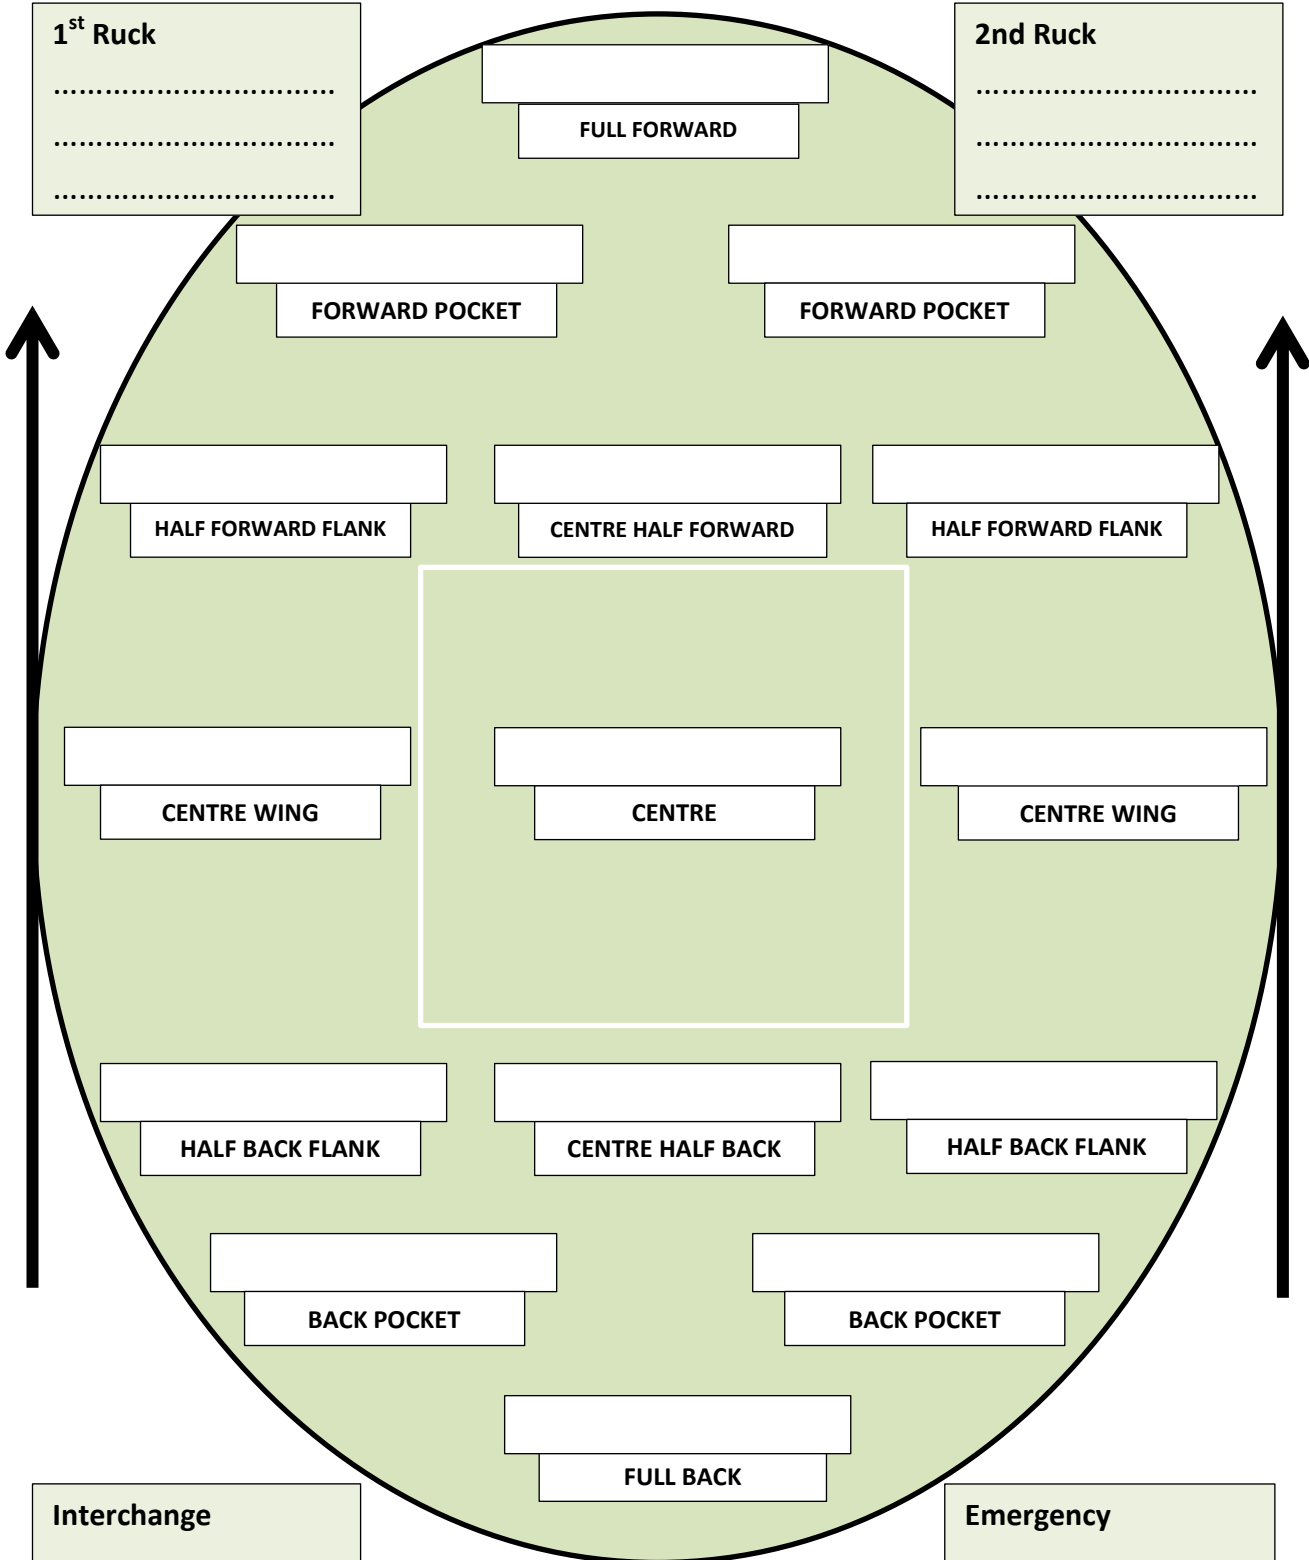 1st Ruck
.................................
.................................
.................................
2nd Ruck
.................................
.................................
.................................
FULL FORWARD
FORWARD POCKET
FORWARD POCKET
HALF FORWARD FLANK
CENTRE HALF FORWARD
HALF FORWARD FLANK
CENTRE WING
CENTRE
CENTRE WING
HALF BACK FLANK
CENTRE HALF BACK
HALF BACK FLANK
BACK POCKET
BACK POCKET
FULL BACK
Interchange
Emergency